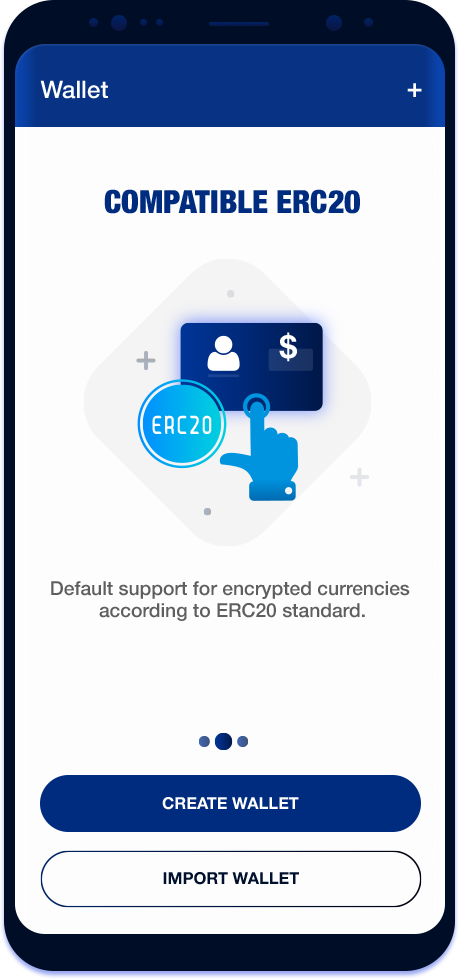 Wallet +
COMPATIBLE ERC20
$
ERC20
Default support for encrypted currencies
according to ERC20 standard.
CREATE WALLET
IMPORT WALLET